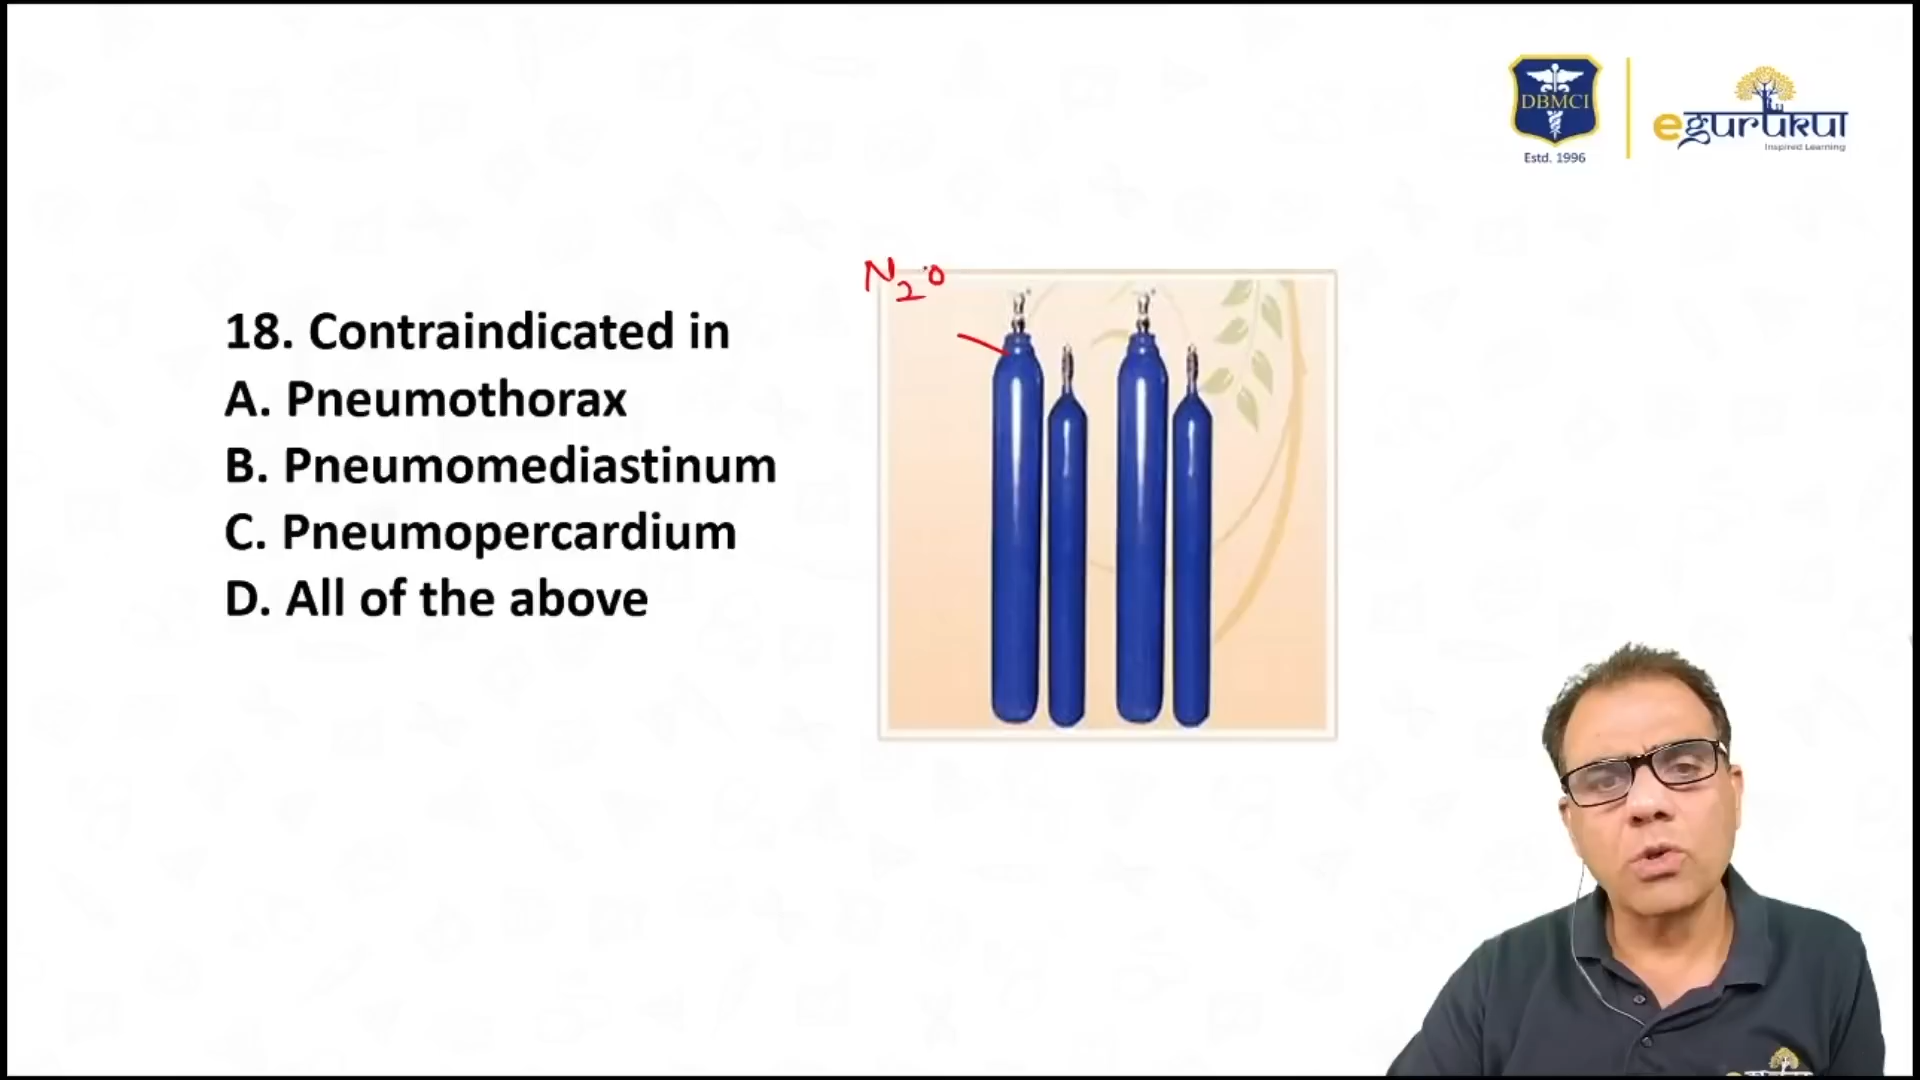 DBMCI
Estd. 1996
egurukul
Inspired Learning
N2O
18. Contraindicated in
A. Pneumothorax
B. Pneumomediastinum
C. Pneumopercardium
D. All of the above